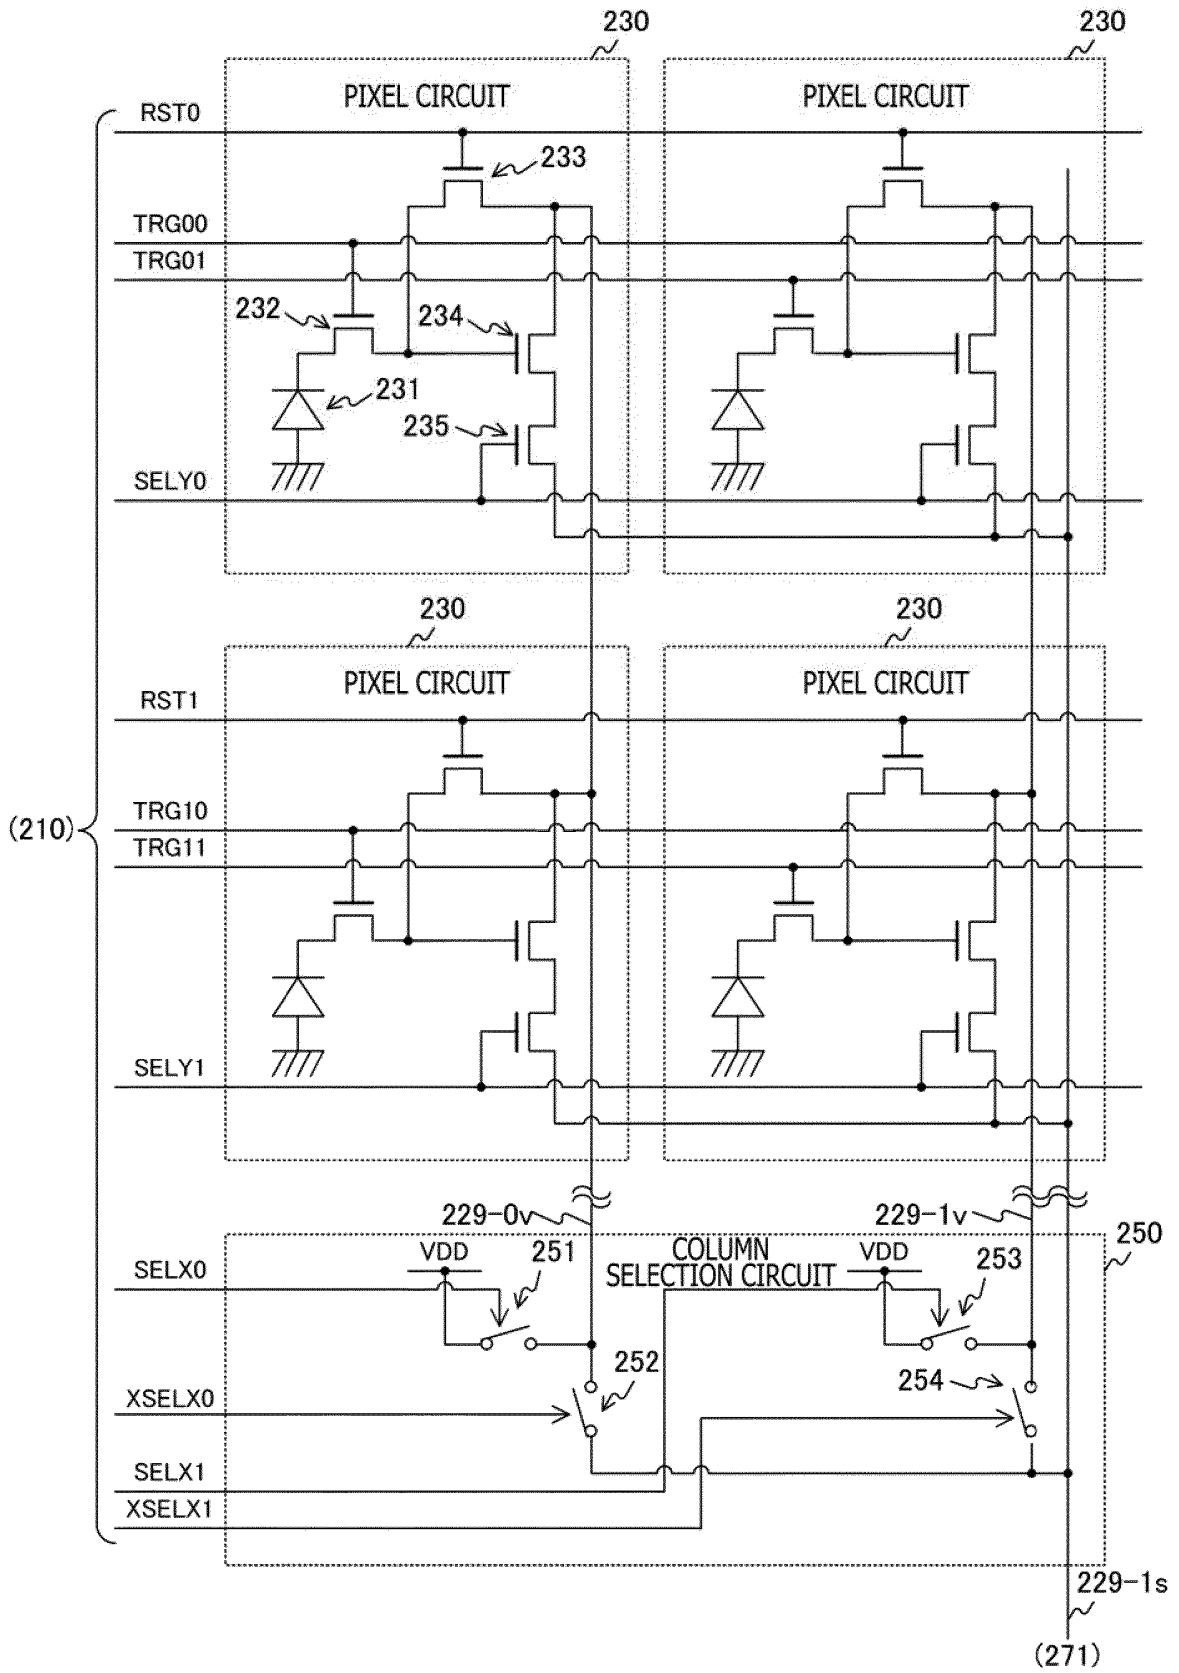 230
230
PIXEL CIRCUIT
PIXEL CIRCUIT
RST0
233
TRG00
TRG01
232
234
231
235
SELY0
230
230
PIXEL CIRCUIT
PIXEL CIRCUIT
RST1
TRG10
(210)
TRG11
SELY1
229-0v
229-1v
250
VDD
251
COLUMN
SELECTION CIRCUIT
VDD
253
SELX0
252
254
XSELX0
SELX1
XSELX1
229-1s
(271)